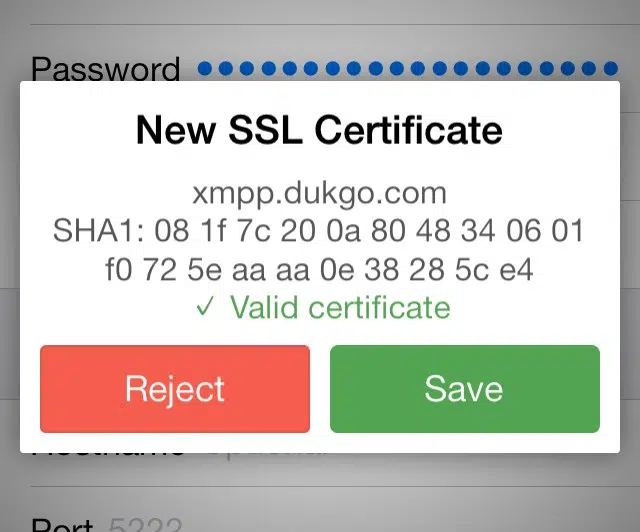 Password
New SSL Certificate
xmpp.dukgo.com
SHA1: 08 1f 7c 20 0a 80 48 34 06 01
f0 72 5e aa aa 0e 38 28 5c e4
✓ Valid certificate
Reject Save
Hostname Optional
Port 5222